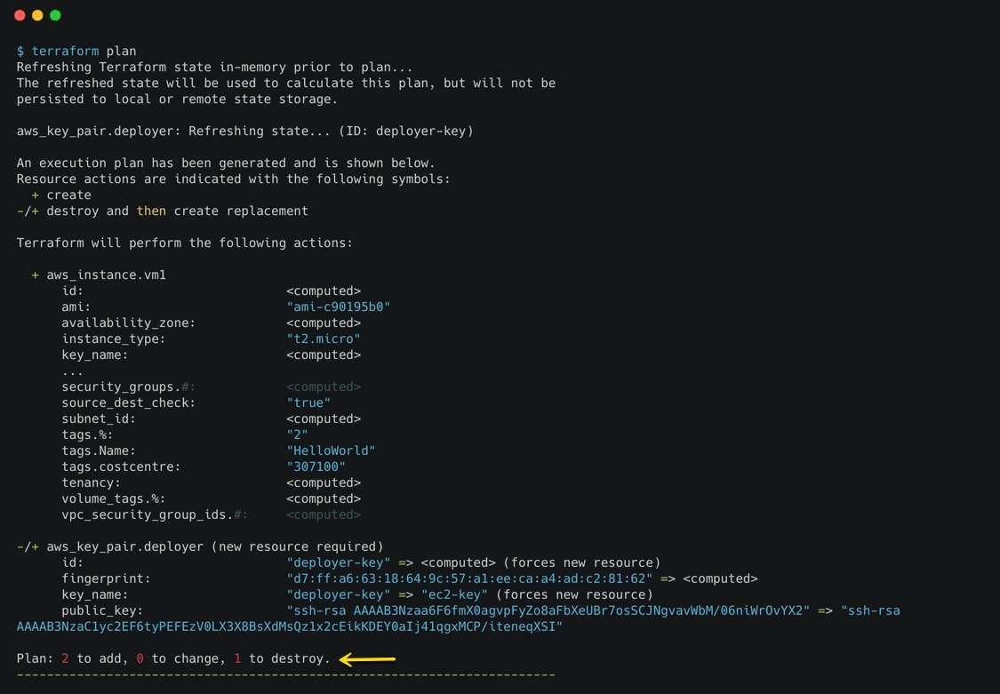 $ terraform plan
Refreshing Terraform state in-memory prior to plan...
The refreshed state will be used to calculate this plan, but will not be
persisted to local or remote state storage.
aws_key_pair.deployer: Refreshing state... (ID: deployer-key)
An execution plan has been generated and is shown below.
Resource actions are indicated with the following symbols:
+ create
-/+ destroy and then create replacement
Terraform will perform the following actions:
+ aws_instance.vm1
id: <computed>
ami: "ami-c90195b0"
availability_zone: <computed>
instance_type: "t2.micro"
key_name: <computed>
...
security_groups.#: <computed>
source_dest_check: "true"
subnet_id: <computed>
tags.%: "2"
tags.Name: "HelloWorld"
tags.costcentre: "307100"
tenancy: <computed>
volume_tags.%: <computed>
vpc_security_group_ids.#: <computed>
-/+ aws_key_pair.deployer (new resource required)
id: "deployer-key" => <computed> (forces new resource)
fingerprint: "d7:ff:a6:63:18:64:9c:57:a1:ee:ca:a4:ad:c2:81:62" => <computed>
key_name: "deployer-key" => "ec2-key" (forces new resource)
public_key: "ssh-rsa AAAAB3Nzaa6F6fmX0agvpFyZo8aFbXeUBr7osSCJNgvavWbM/06niWrOvYX2" => "ssh-rsa
AAAAB3NzaC1yc2EF6tyPEFEzV0LX3X8BsXdMsQz1x2cEikKDEY0aIj41qgxMCP/iteneqXSI"
Plan: 2 to add, 0 to change, 1 to destroy.
------------------------------------------------------------------------